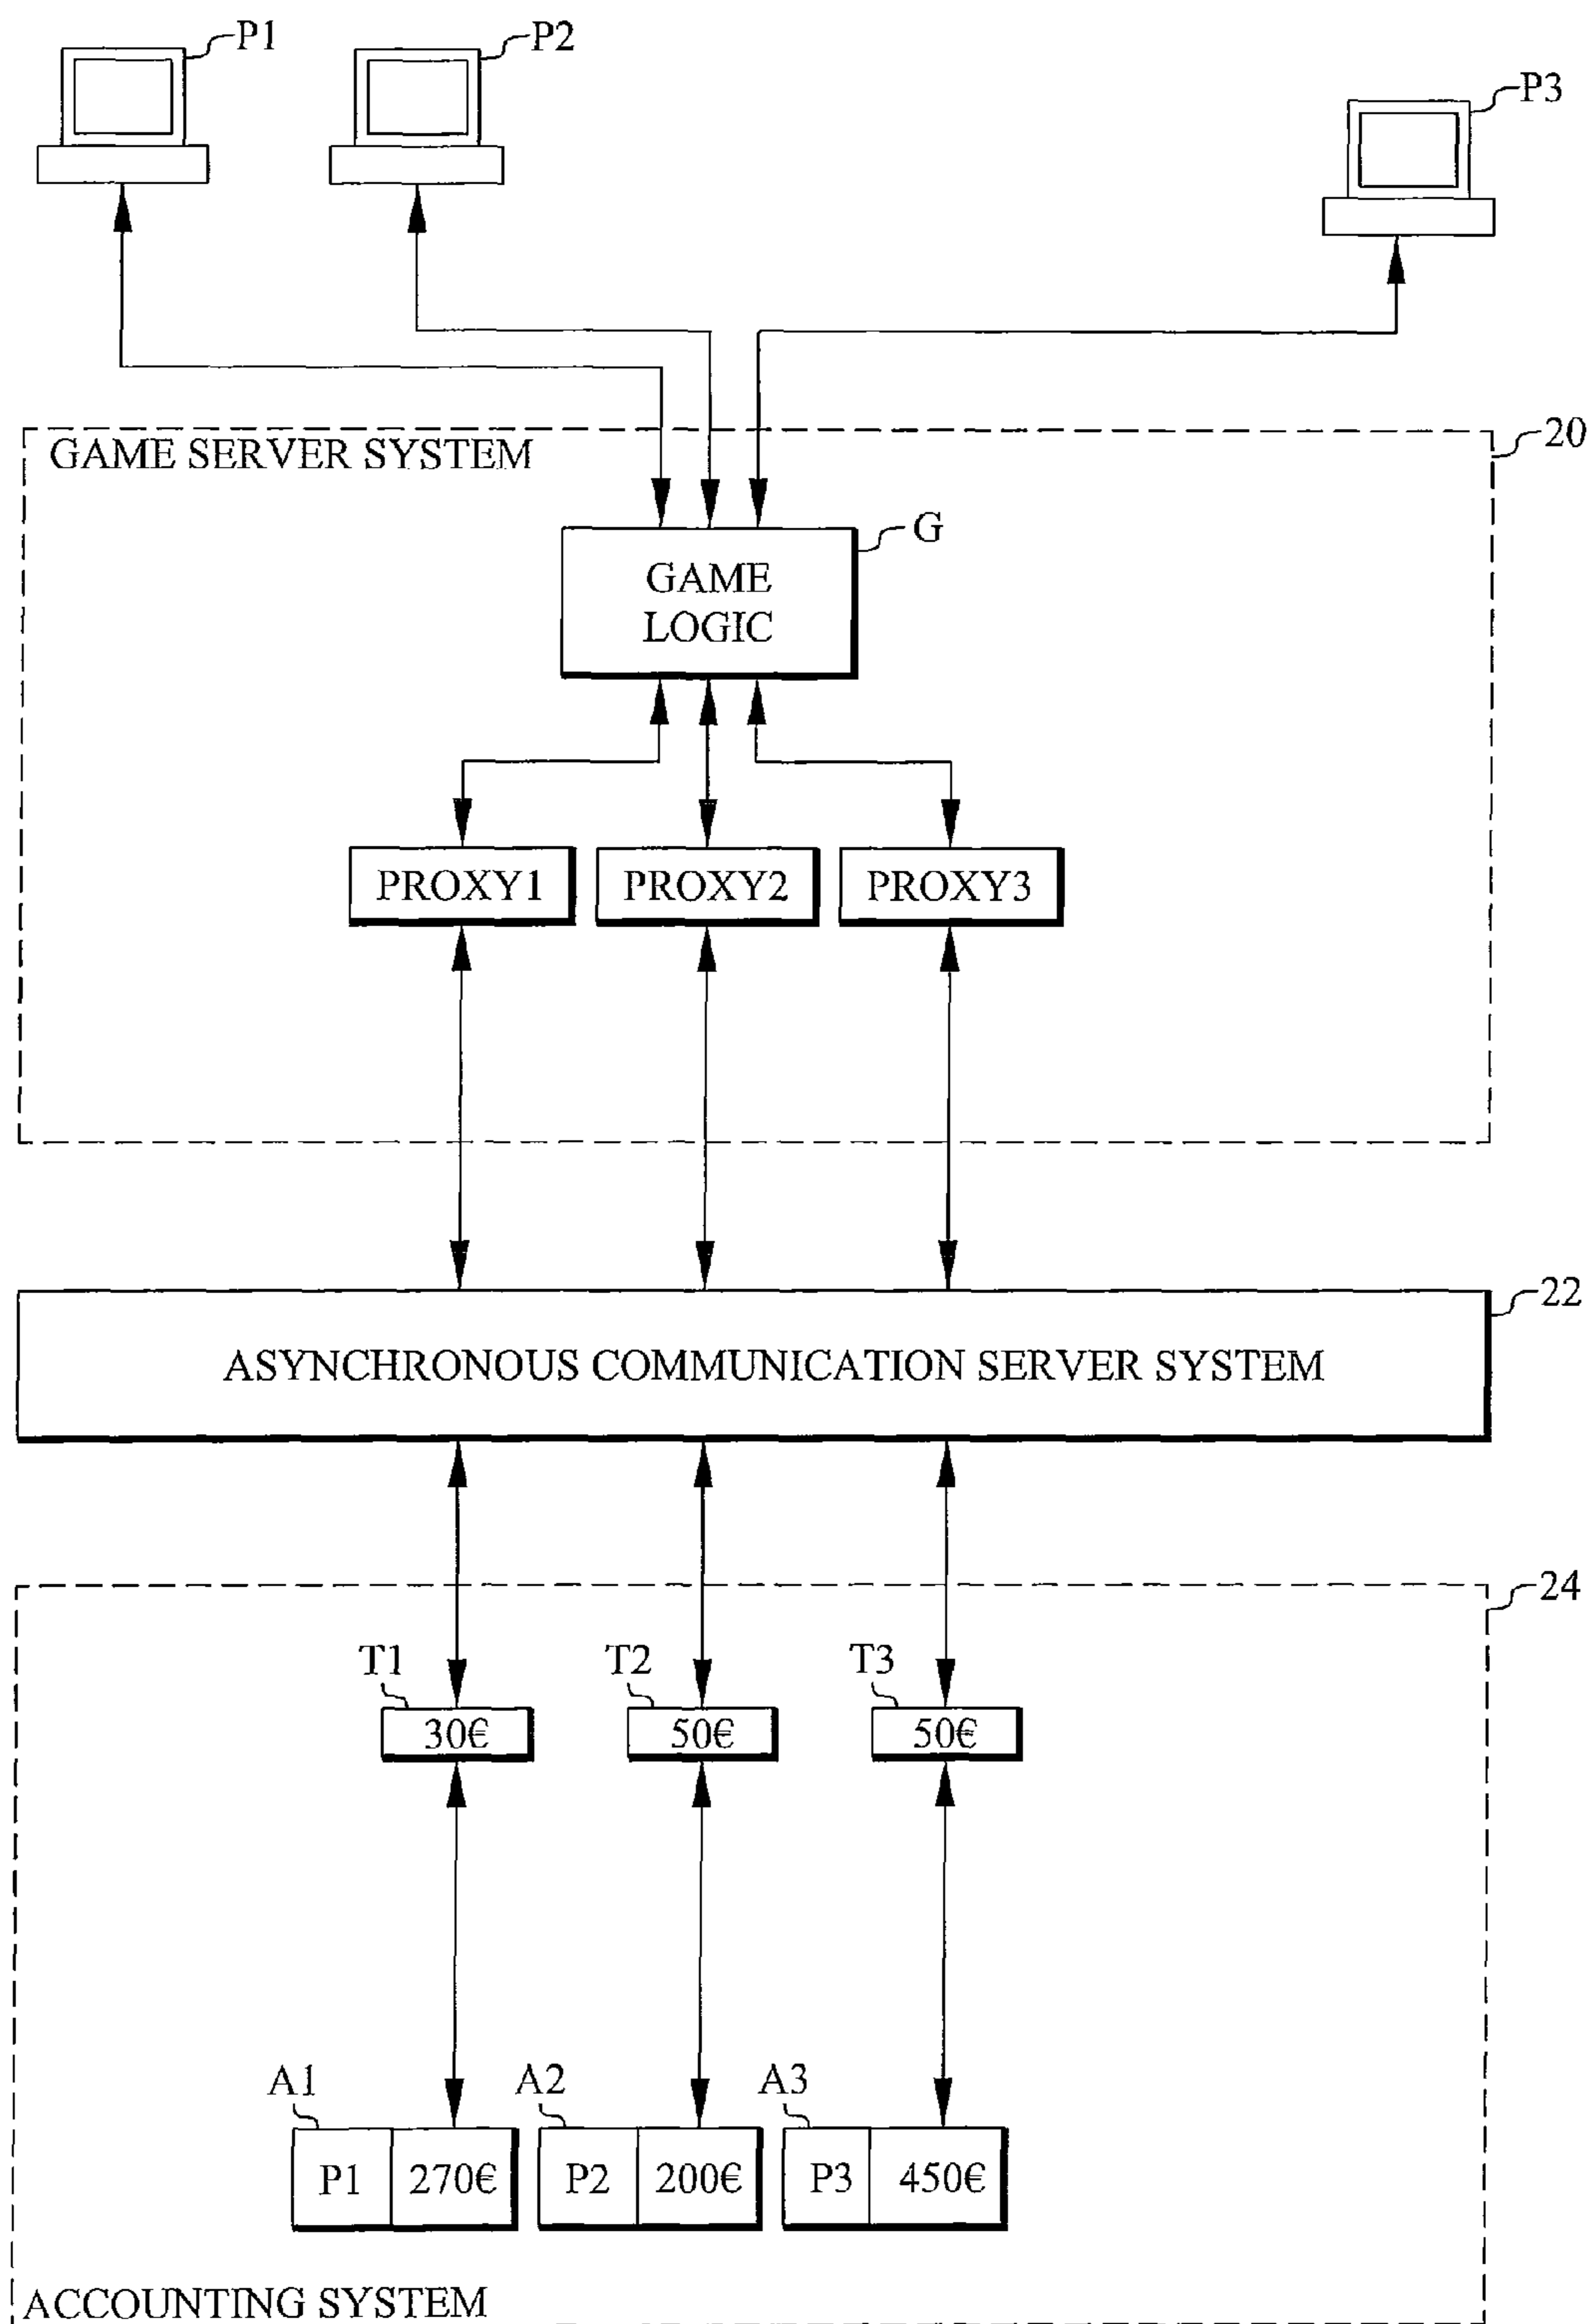 P1
P2
P3
GAME SERVER SYSTEM
20
G
GAME
LOGIC
PROXY1
PROXY2
PROXY3
22
ASYNCHRONOUS COMMUNICATION SERVER SYSTEM
24
T1
T2
T3
30€
50€
50€
A1
A2
A3
P1
270€
P2
200€
P3
450€
ACCOUNTING SYSTEM